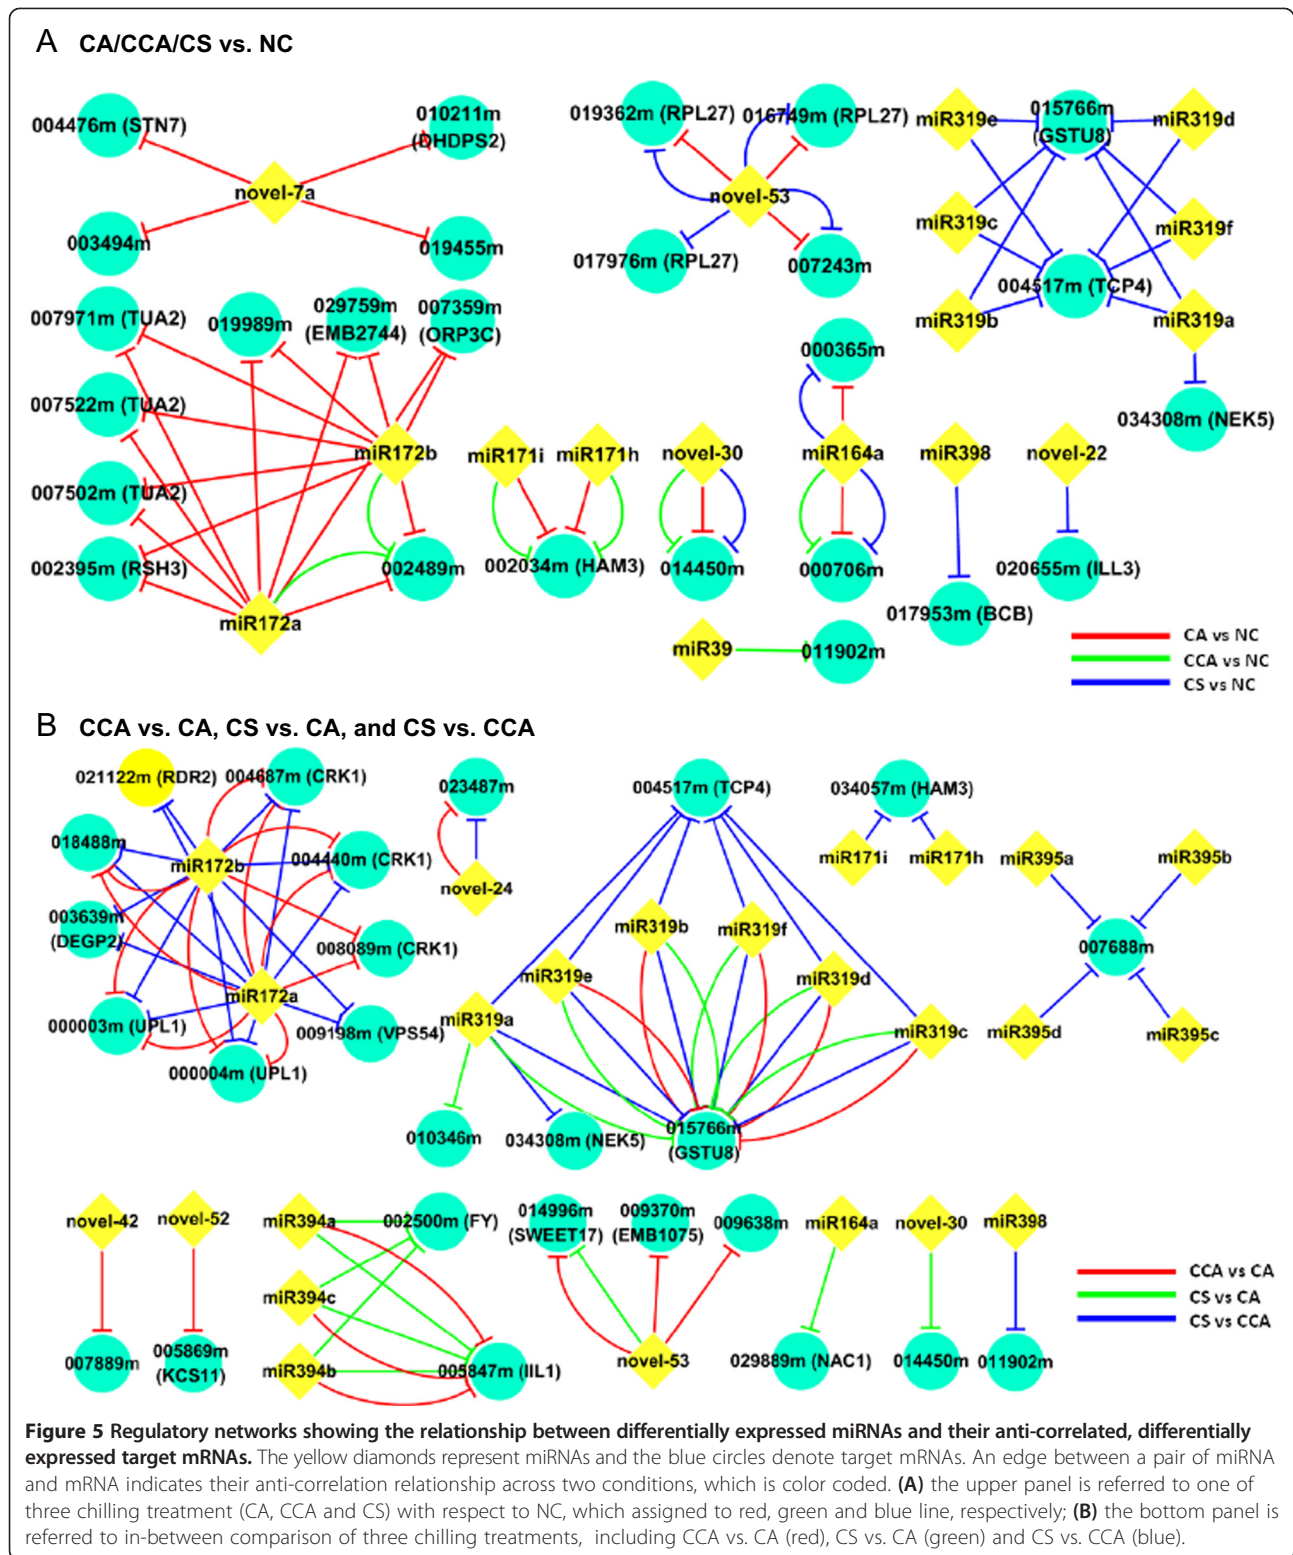 A CA/CCA/CS vs. NC
004476m (STN7)
010211m
(DHDPS2)
novel-7a
003494m
019455m
019362m (RPL27)
016749m (RPL27)
novel-53
017976m (RPL27)
007243m
miR319e
015766m
(GSTU8)
miR319d
miR319c
miR319f
004517m (TCP4)
miR319b
miR319a
034308m (NEK5)
007971m (TUA2)
019989m
029759m
(EMB2744)
007359m
(ORP3C)
007522m (TUA2)
miR172b
007502m (TUA2)
002395m (RSH3)
002489m
miR172a
miR171i
miR171h
002034m (HAM3)
novel-30
014450m
000365m
miR164a
000706m
miR398
017953m (BCB)
novel-22
020655m (ILL3)
miR39
011902m
CA vs NC
CCA vs NC
CS vs NC
B CCA vs. CA, CS vs. CA, and CS vs. CCA
021122m (RDR2)
004687m (CRK1)
018488m
miR172b
004440m (CRK1)
003639m
(DEGP2)
008089m (CRK1)
miR172a
000003m (UPL1)
009198m (VPS54)
000004m (UPL1)
023487m
novel-24
004517m (TCP4)
miR319b
miR319f
miR319e
miR319d
miR319a
miR319c
010346m
034308m (NEK5)
015766m
(GSTU8)
034057m (HAM3)
miR171i
miR171h
miR395a
miR395b
007688m
miR395d
miR395c
novel-42
007889m
novel-52
005869m
(KCS11)
miR394a
002500m (FY)
miR394c
miR394b
005847m (IIL1)
014996m
(SWEET17)
009370m
(EMB1075)
009638m
novel-53
miR164a
029889m (NAC1)
novel-30
014450m
miR398
011902m
CCA vs CA
CS vs CA
CS vs CCA
Figure 5 Regulatory networks showing the relationship between differentially expressed miRNAs and their anti-correlated, differentially
expressed target mRNAs. The yellow diamonds represent miRNAs and the blue circles denote target mRNAs. An edge between a pair of miRNA
and mRNA indicates their anti-correlation relationship across two conditions, which is color coded. (A) the upper panel is referred to one of
three chilling treatment (CA, CCA and CS) with respect to NC, which assigned to red, green and blue line, respectively; (B) the bottom panel is
referred to in-between comparison of three chilling treatments, including CCA vs. CA (red), CS vs. CA (green) and CS vs. CCA (blue).